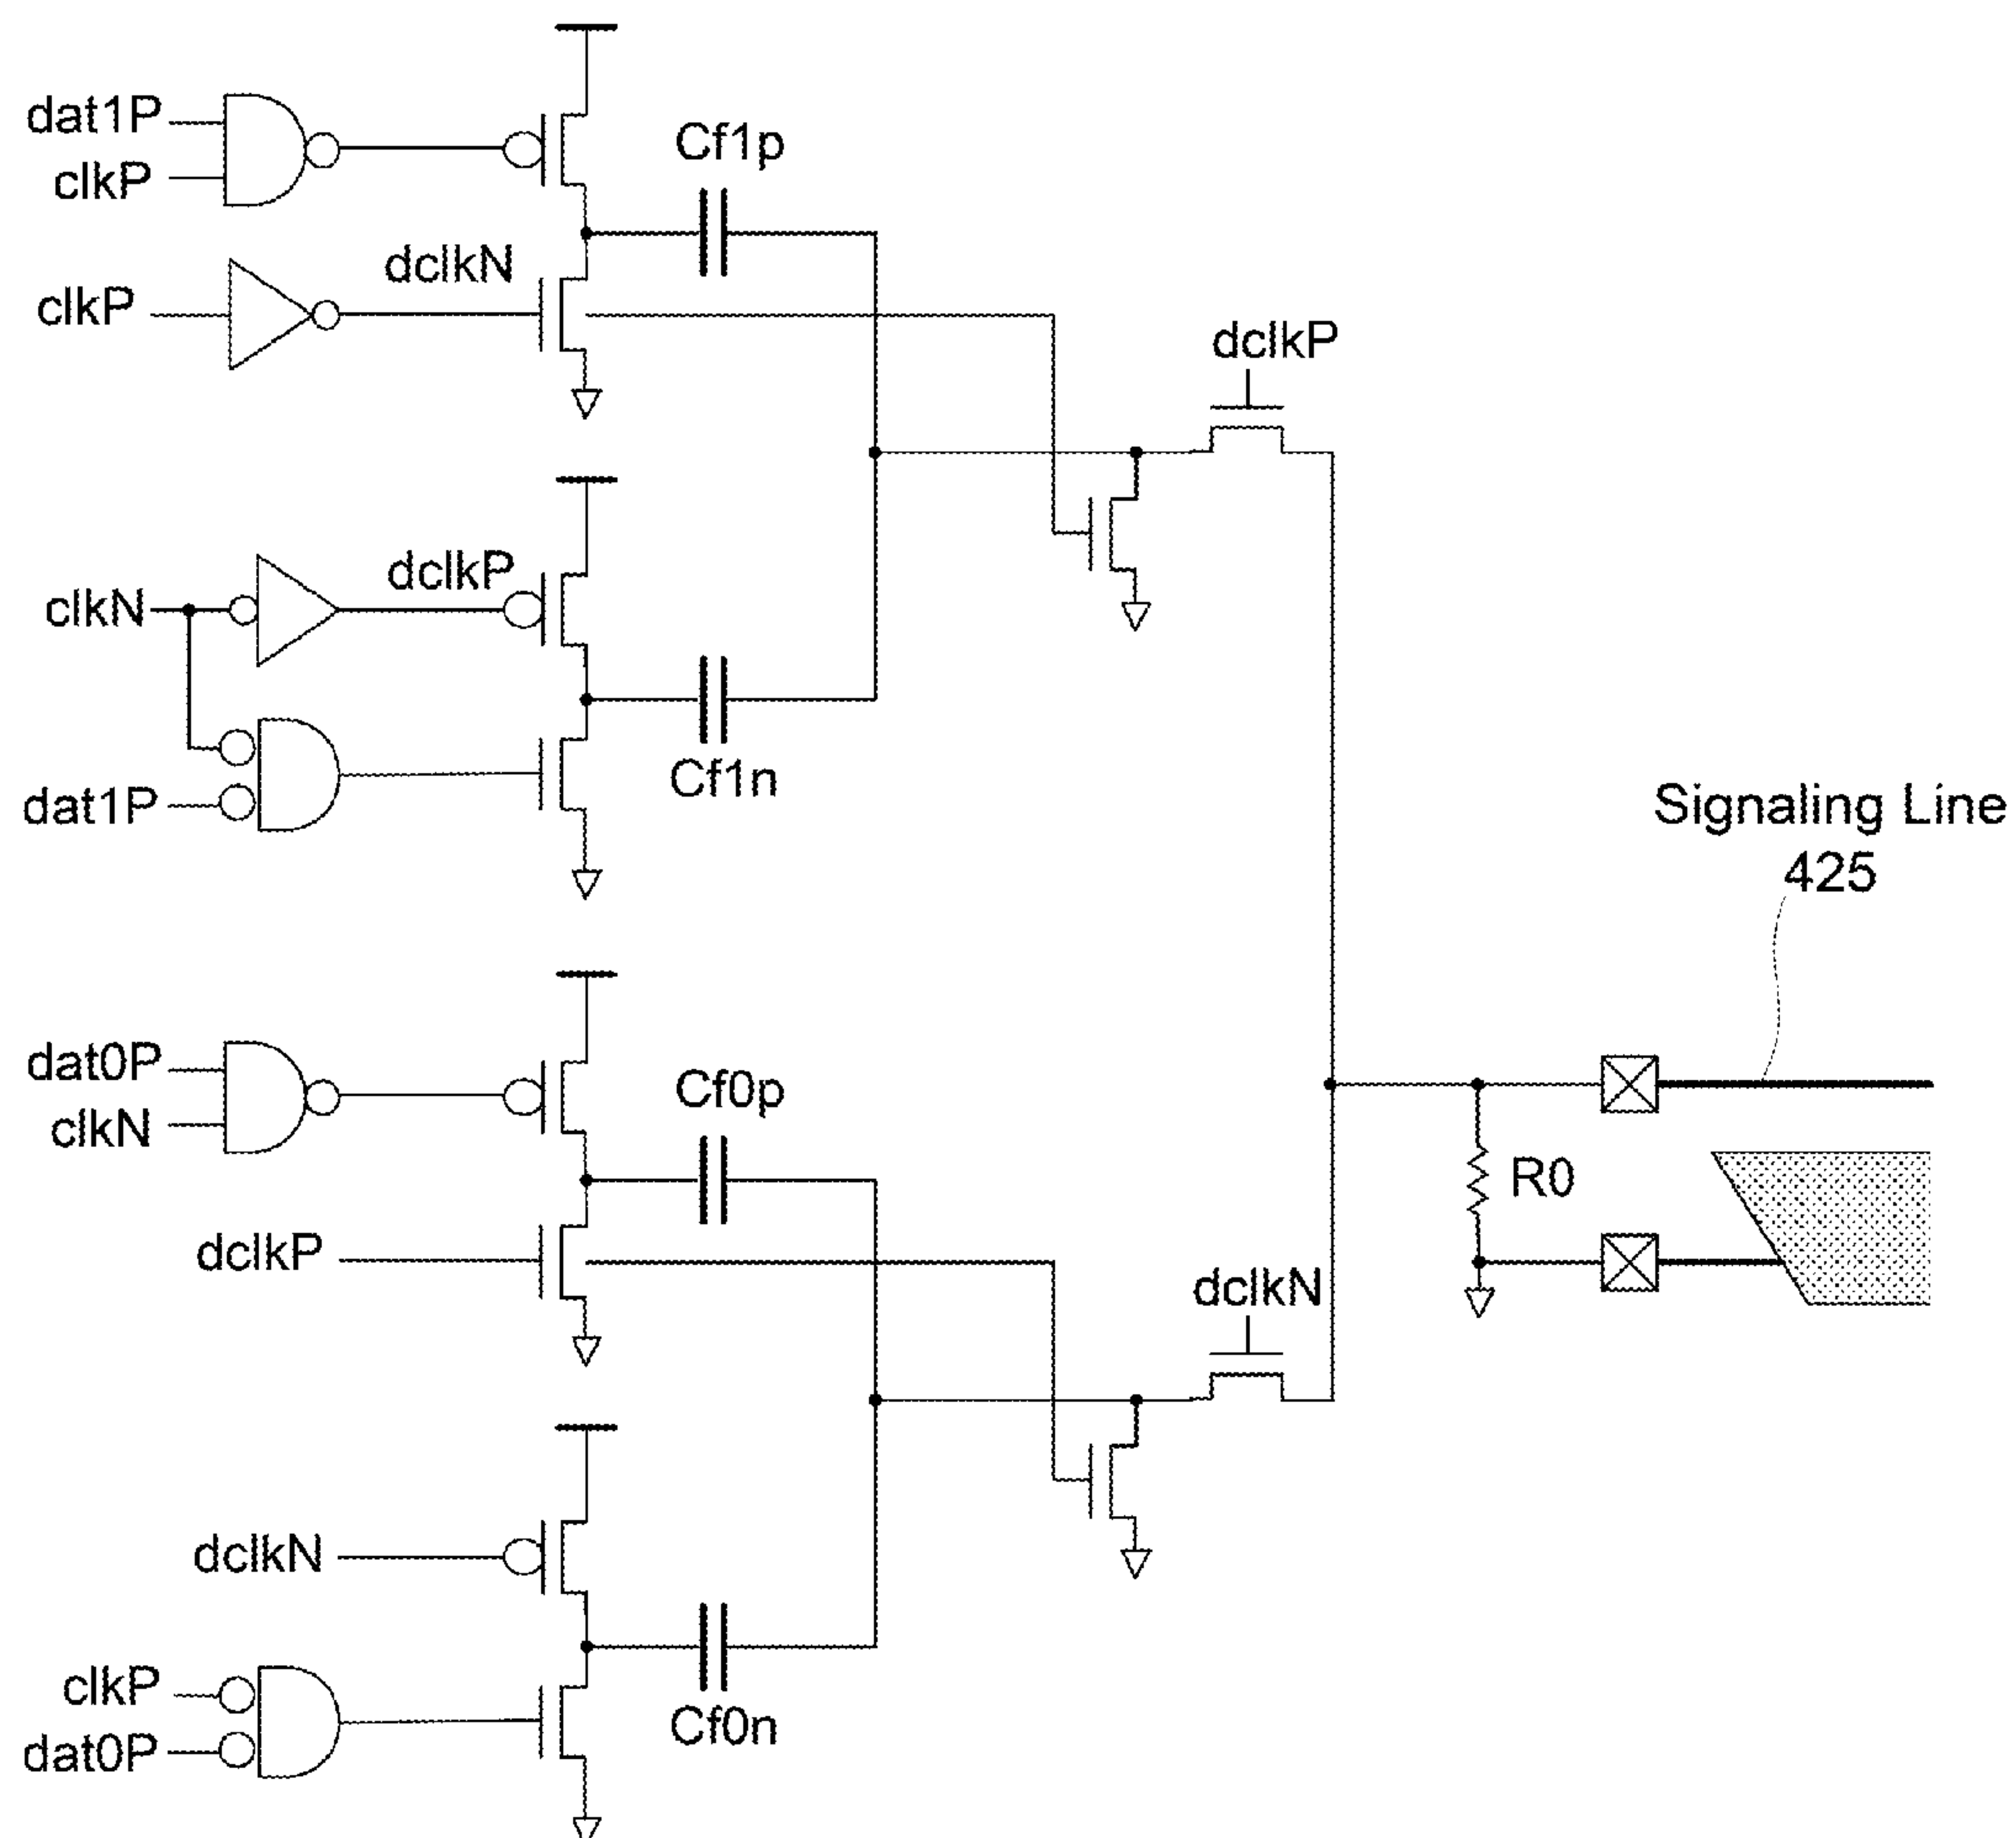 dat1P
clkP
Cf1p
clkP
dclkN
dclkP
clkN
dclkP
dat1P
Cf1n
Signaling Line
425
dat0P
clkN
Cf0p
dclkP
R0
dclkN
dclkN
clkP
dat0P
Cf0n